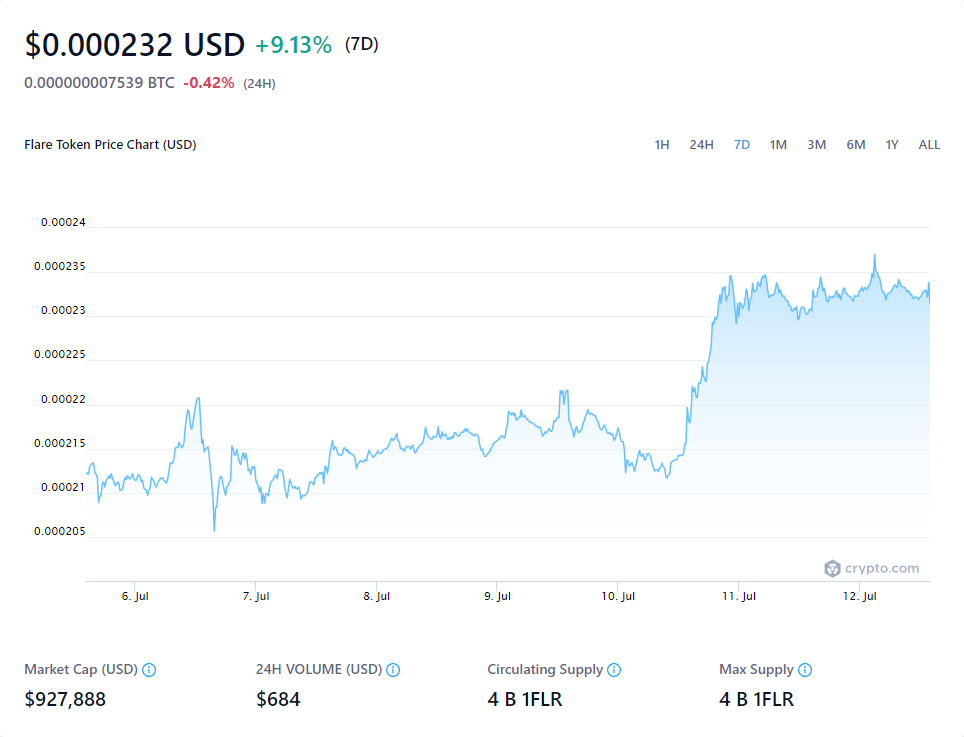 $0.000232 USD +9.13% (7D)
0.000000007539 BTC -0.42% (24H)
Flare Token Price Chart (USD)
1H 24H 7D 1M 3M 6M 1Y ALL
0.00024
0.000235
0.00023
0.000225
0.00022
0.000215
0.00021
0.000205
crypto.com
6. Jul 7. Jul 8. Jul 9. Jul 10. Jul 11. Jul 12. Jul
Market Cap (USD) 24H VOLUME (USD) Circulating Supply Max Supply
$927,888 $684 4 B 1FLR 4 B 1FLR